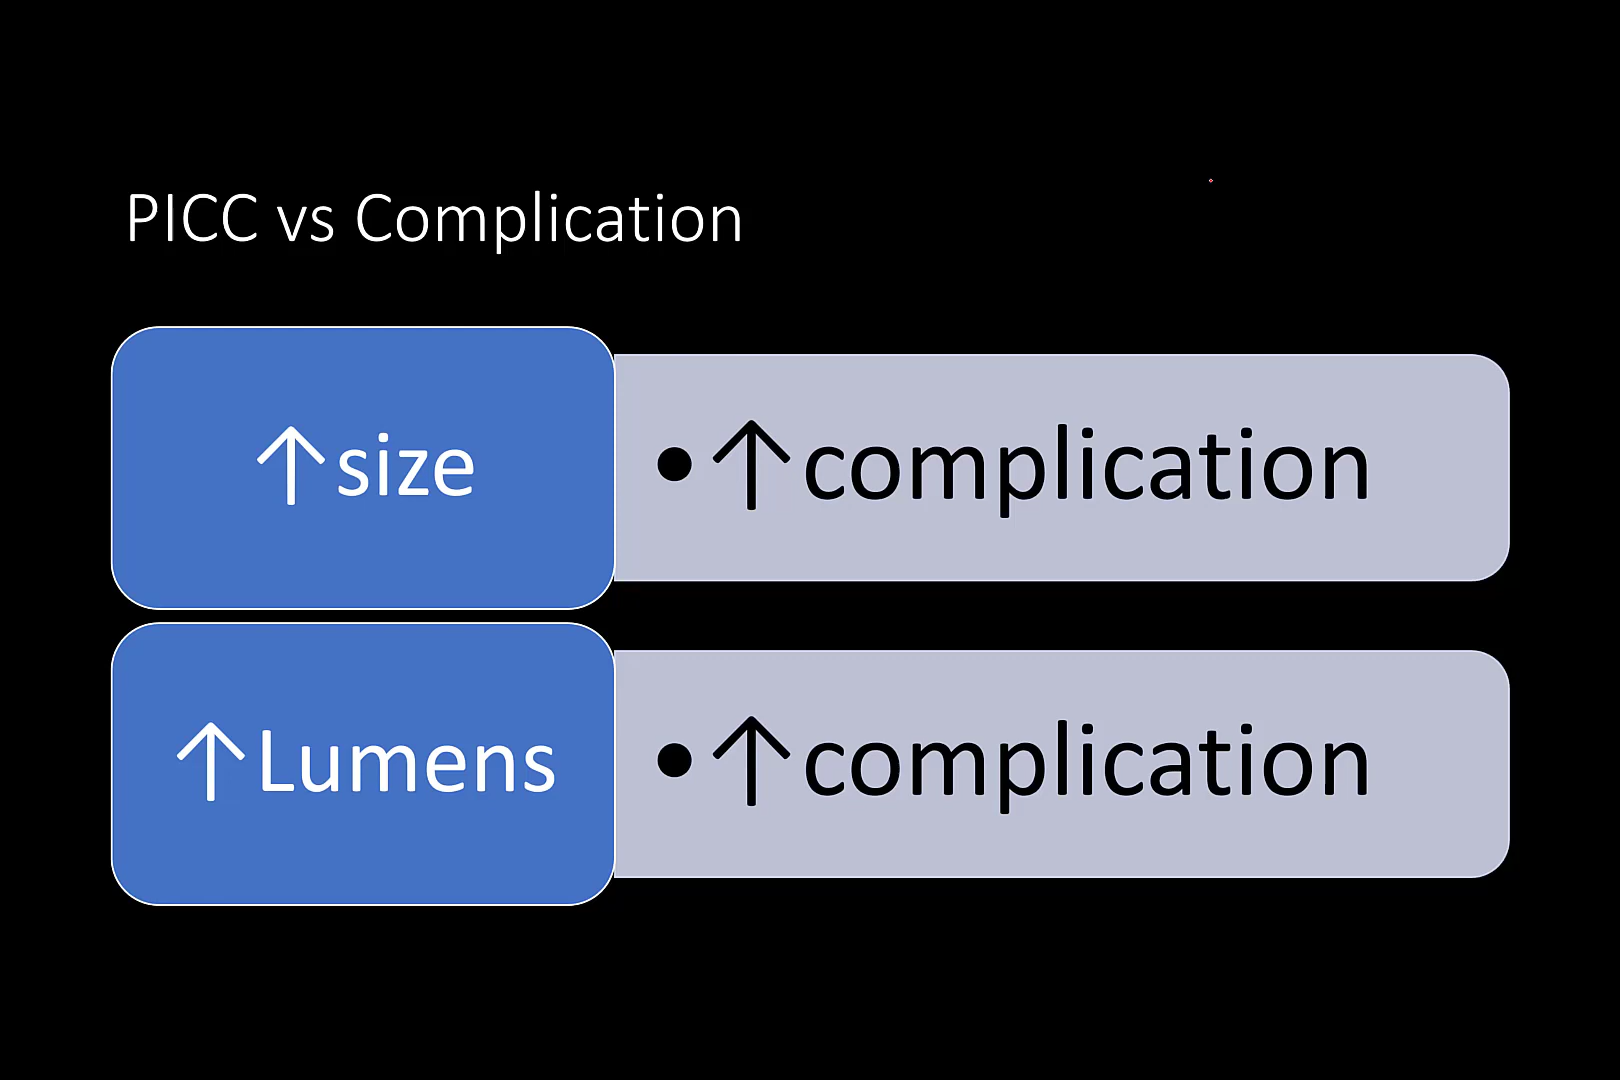 PICC vs Complication
↑size
•↑complication
↑Lumens
•↑complication